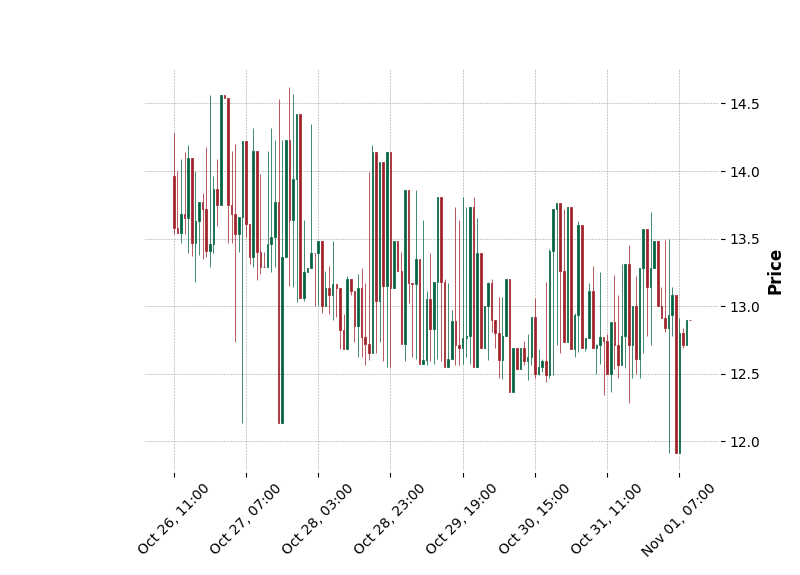 14.5
14.0
13.5
13.0
12.5
12.0
Price
Oct 26, 11:00
Oct 27, 07:00
Oct 28, 03:00
Oct 28, 23:00
Oct 29, 19:00
Oct 30, 15:00
Oct 31, 11:00
Nov 01, 07:00